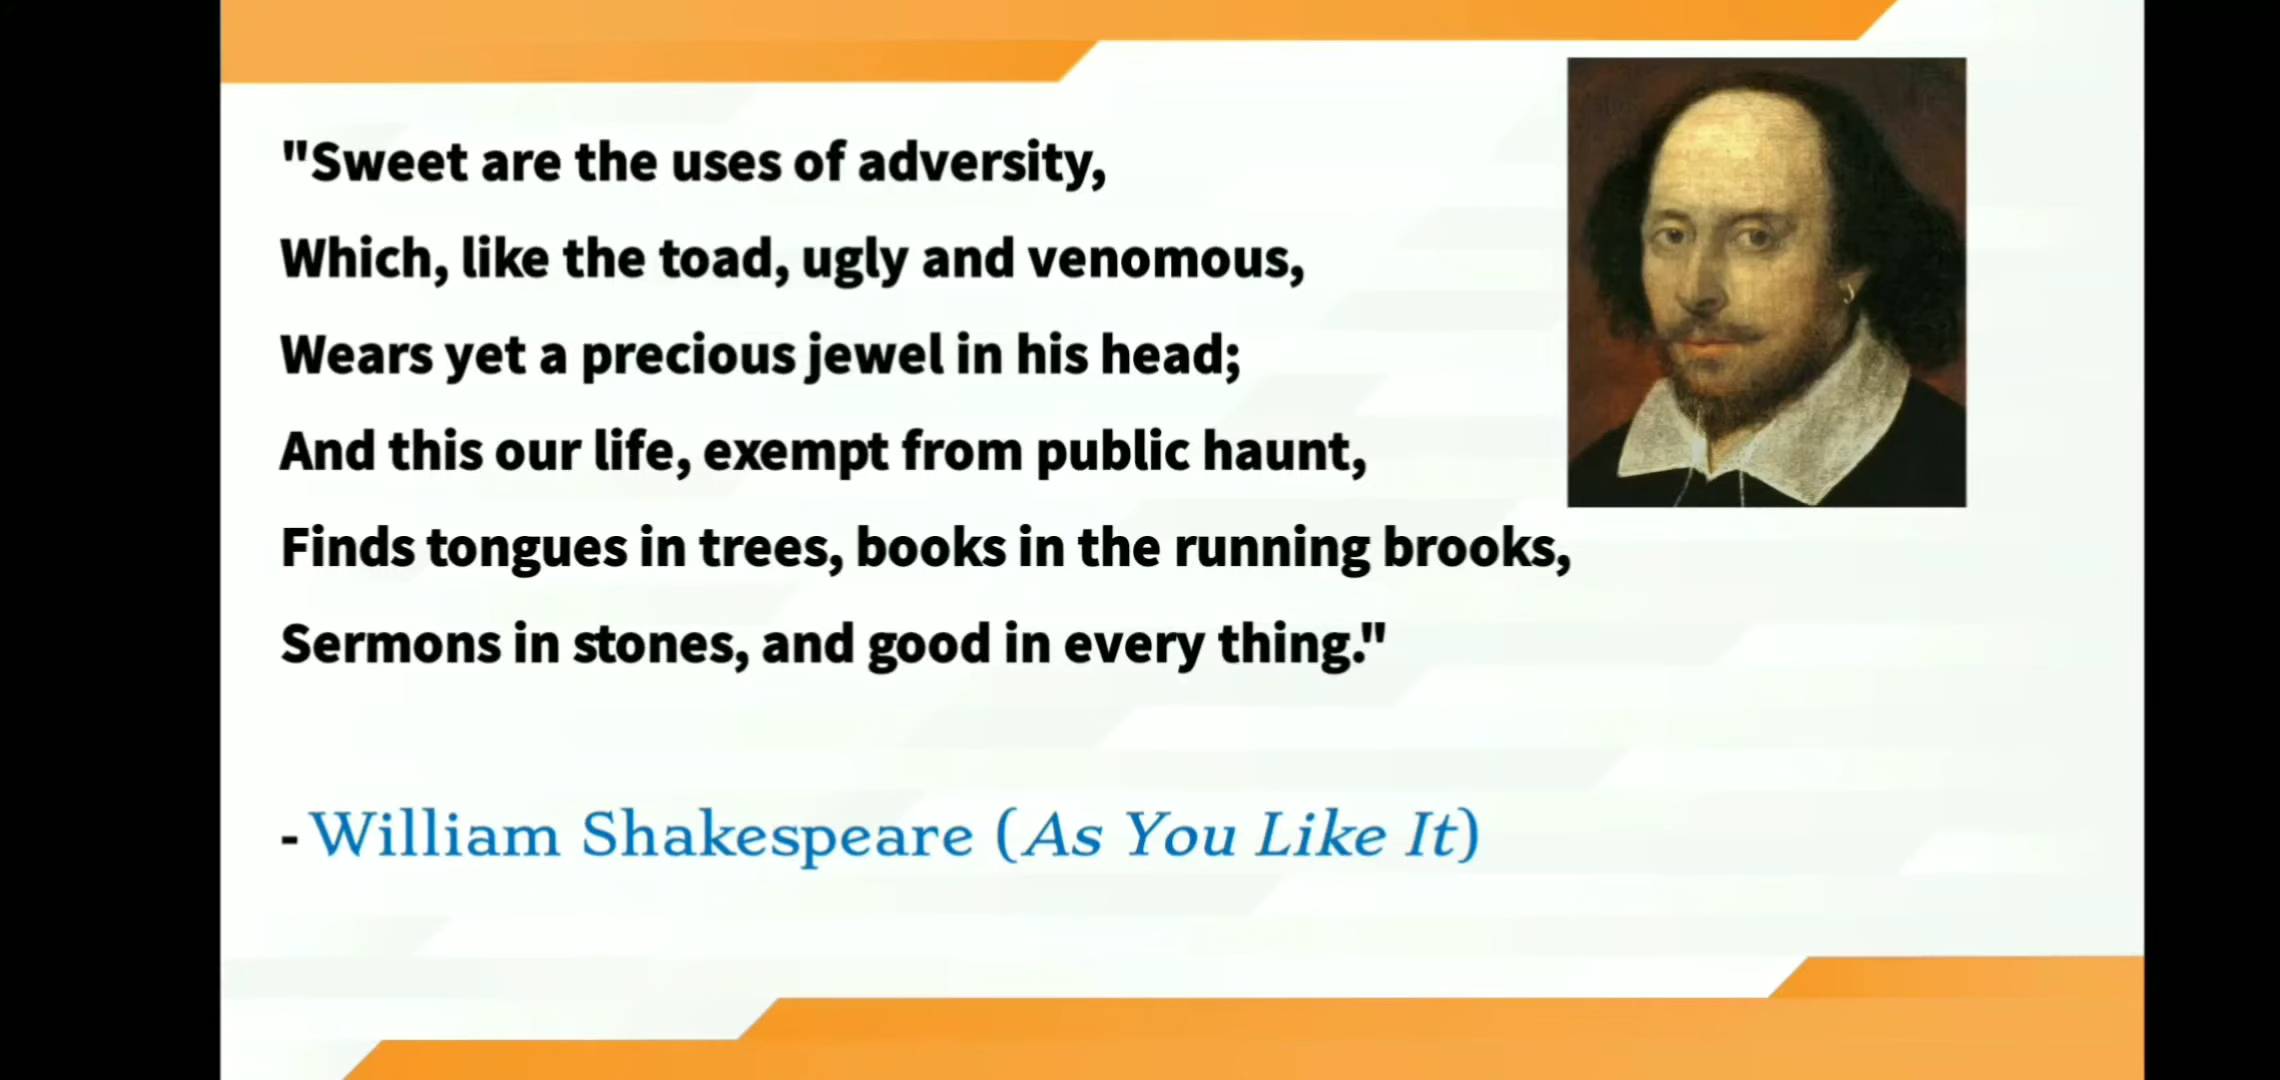 "Sweet are the uses of adversity,
Which, like the toad, ugly and venomous,
Wears yet a precious jewel in his head;
And this our life, exempt from public haunt,
Finds tongues in trees, books in the running brooks,
Sermons in stones, and good in every thing."
- William Shakespeare (As You Like It)